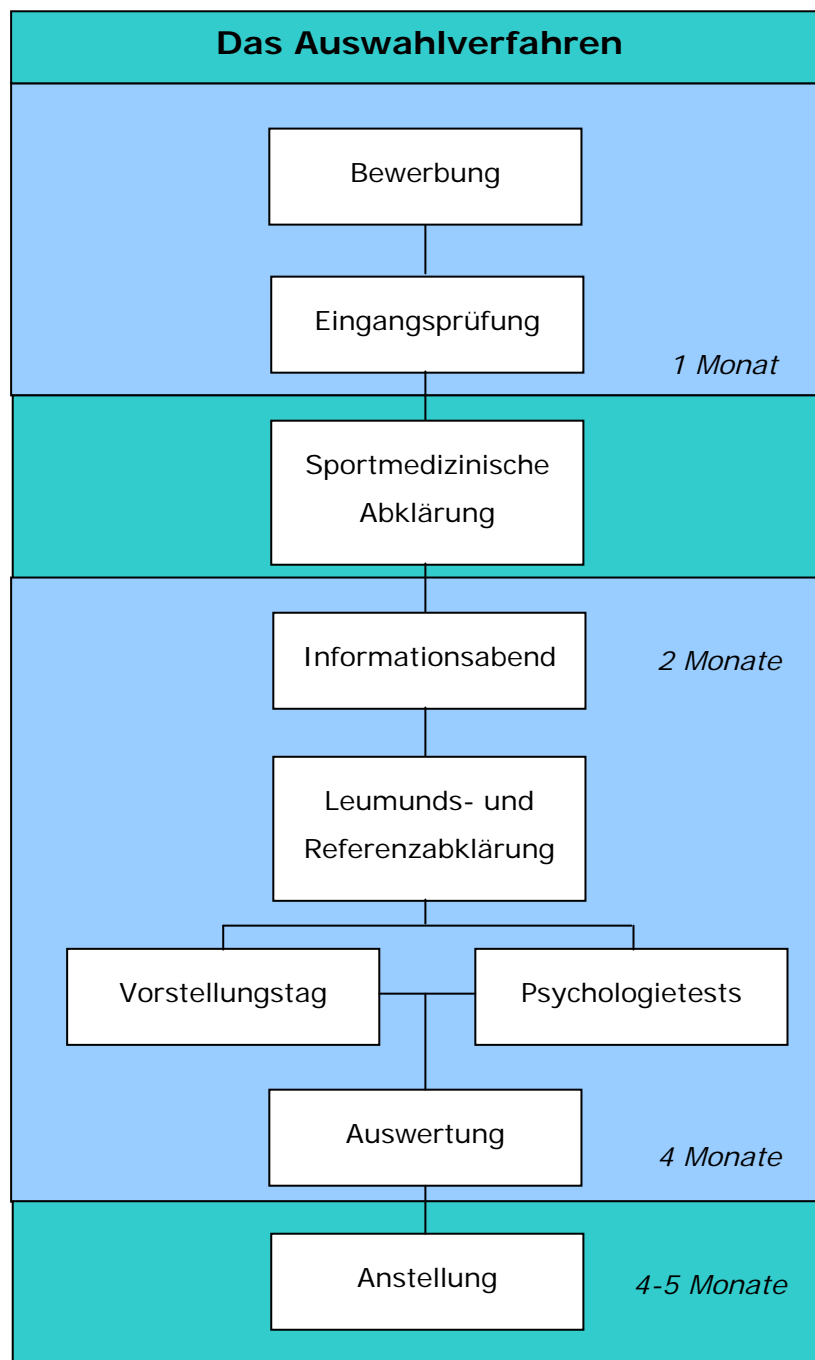 Das Auswahlverfahren
Bewerbung
Eingangsprüfung
1 Monat
Sportmedizinische
Abklärung
Informationsabend
2 Monate
Leumunds- und
Referenzabklärung
Vorstellungstag
Psychologietests
Auswertung
4 Monate
Anstellung
4-5 Monate